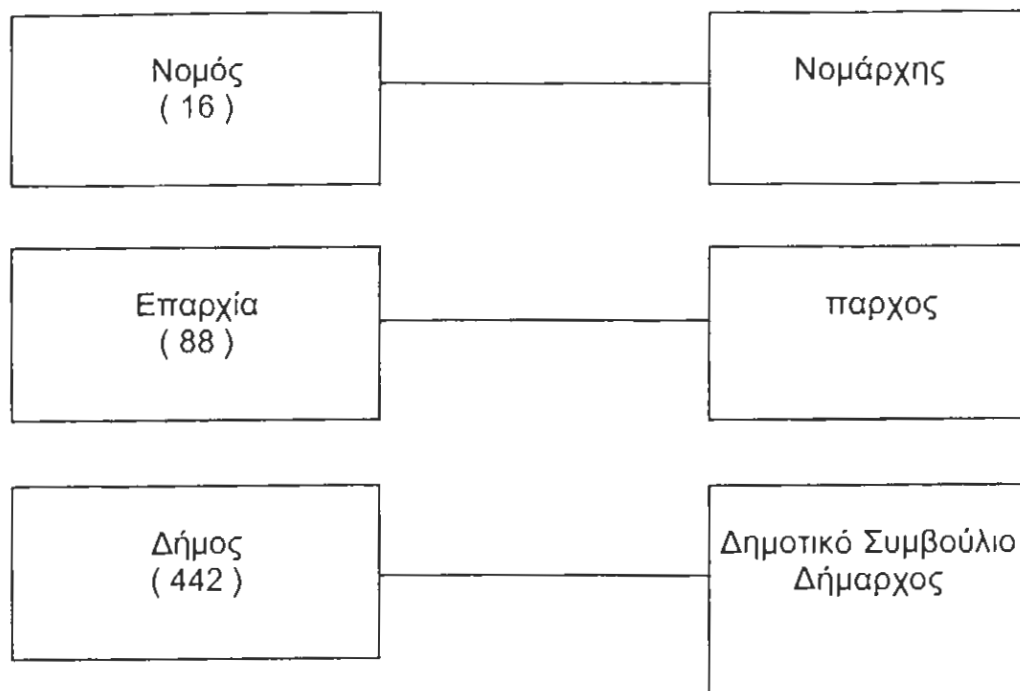 Νομός
( 16 )
Νομάρχης
Επαρχία
( 88 )
παρχος
Δήμος
( 442 )
Δημοτικό Συμβούλιο
Δήμαρχος